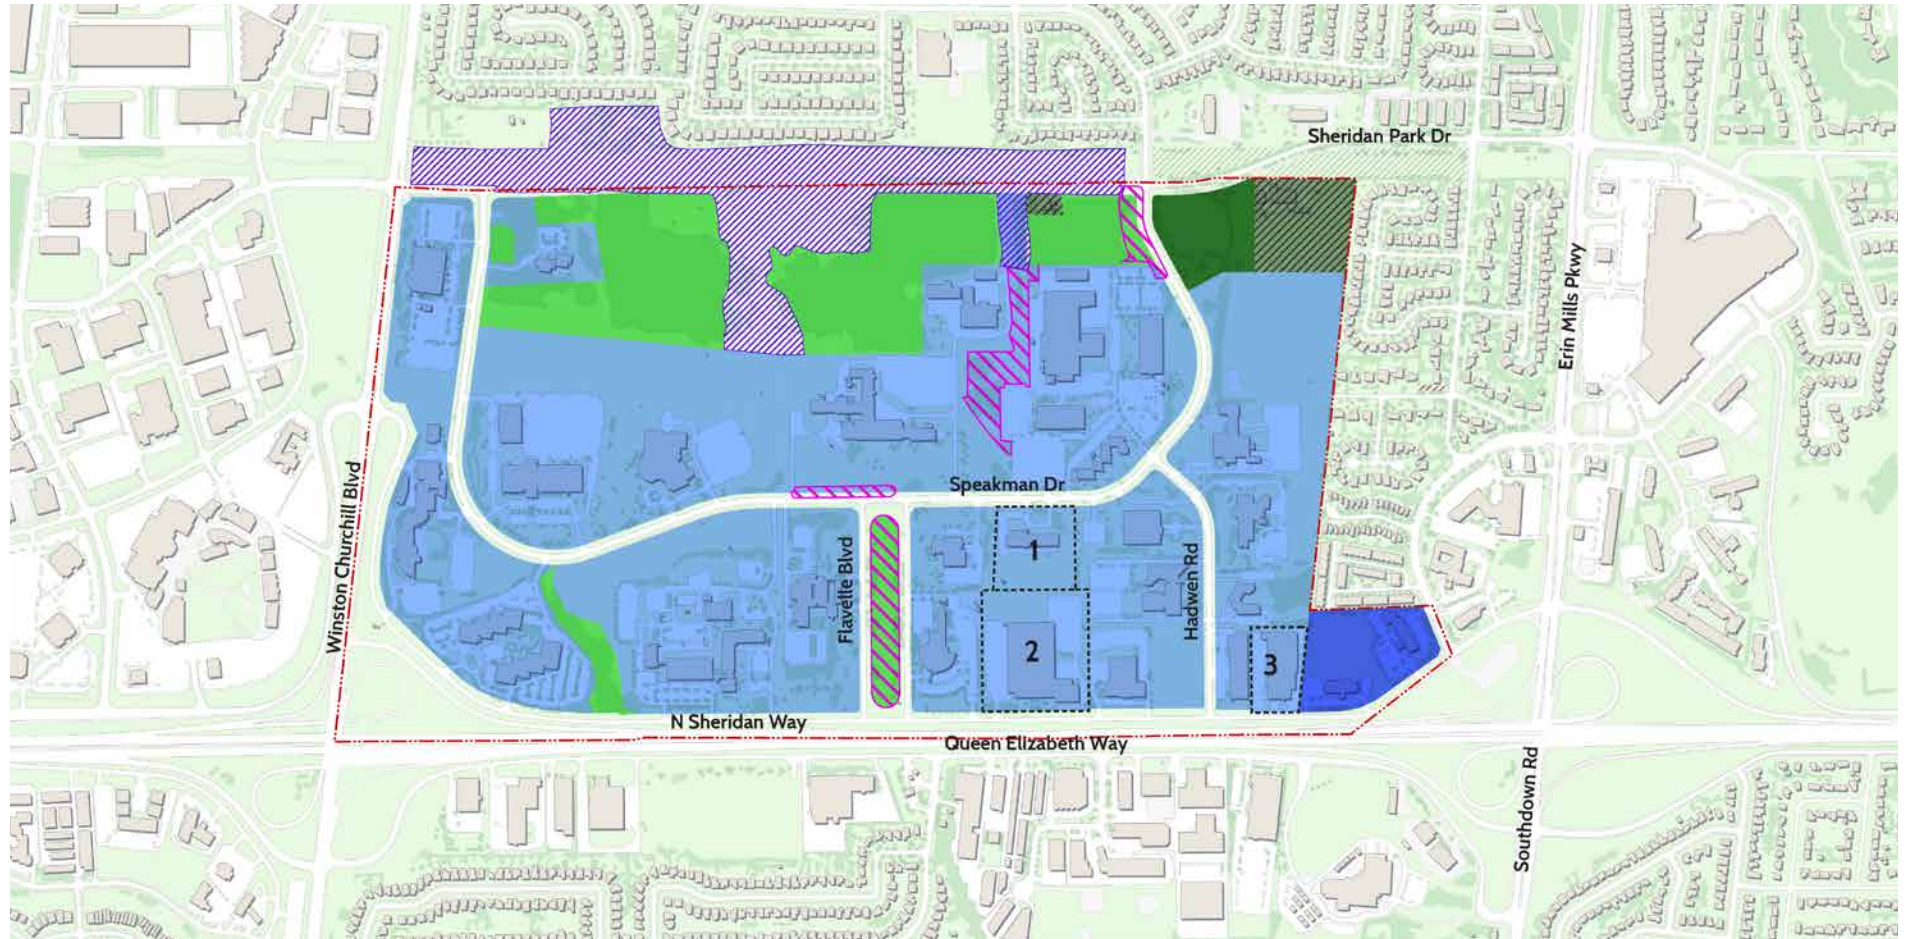 Sheridan Park Dr
Erin Mills Pkwy
Winston Churchill Blvd
Speakman Dr
1
Flavelle Blvd
Hadwen Rd
2
3
N Sheridan Way
Queen Elizabeth Way
Southdown Rd